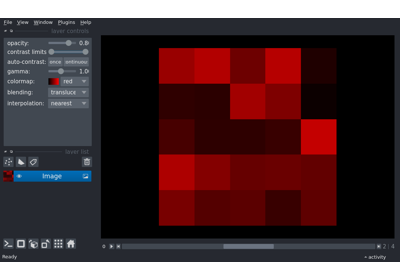 File View Window Plugins Help
layer controls
opacity: 0.8
contrast limits:
auto-contrast: once continuous
gamma: 1.0
colormap: red
blending: transluce
interpolation: nearest
layer list
Image
2 4
Ready
activity